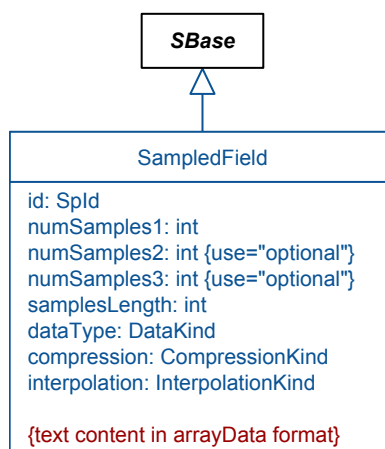 SBase
SampledField
id: SpId
numSamples1: int
numSamples2: int {use="optional"}
numSamples3: int {use="optional"}
samplesLength: int
dataType: DataKind
compression: CompressionKind
interpolation: InterpolationKind
{text content in arrayData format}